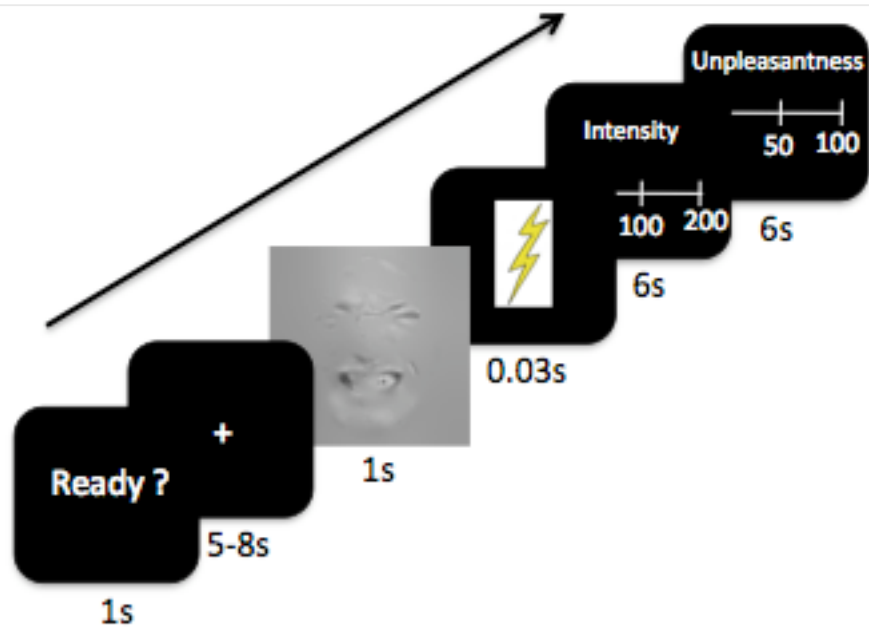 Ready ?
1s
+
5-8s
1s
0.03s
Intensity
100 200
6s
Unpleasantness
50 100
6s